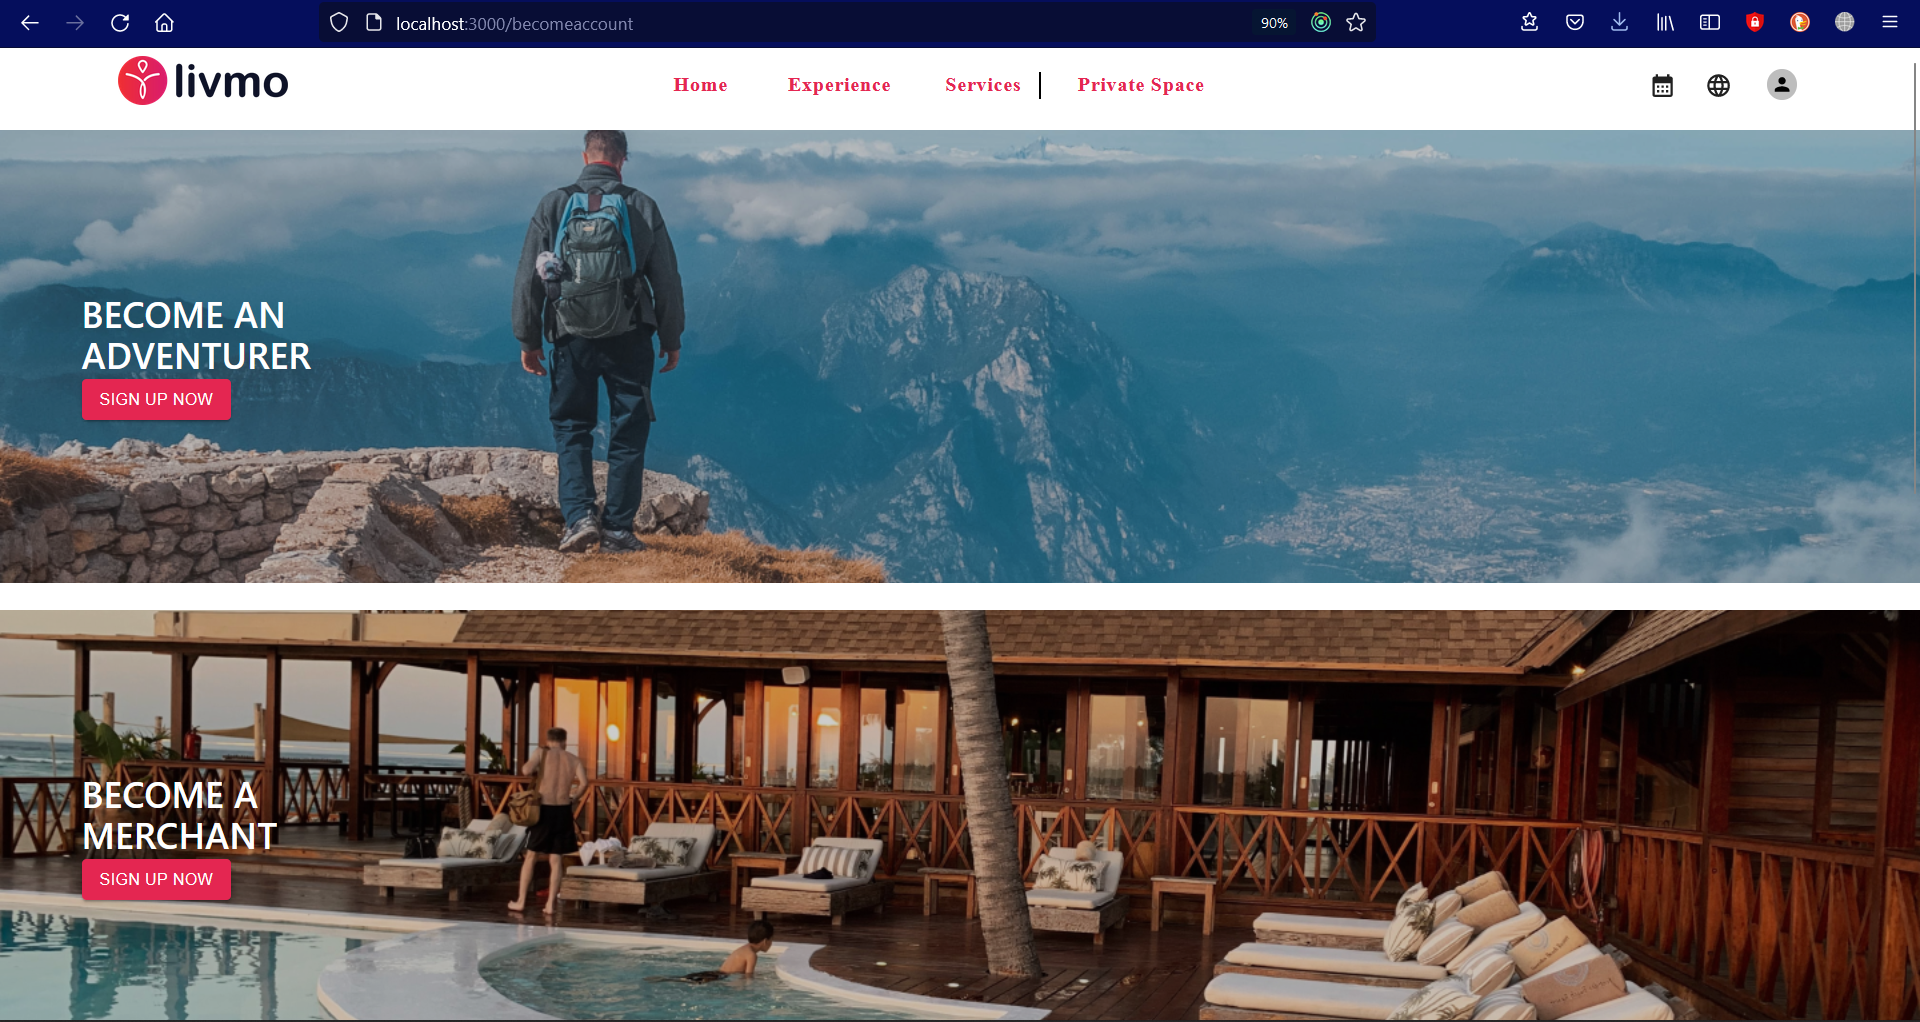 localhost:3000/becomeaccount
90%
livmo
Home
Experience
Services
Private Space
BECOME AN
ADVENTURER
SIGN UP NOW
BECOME A
MERCHANT
SIGN UP NOW